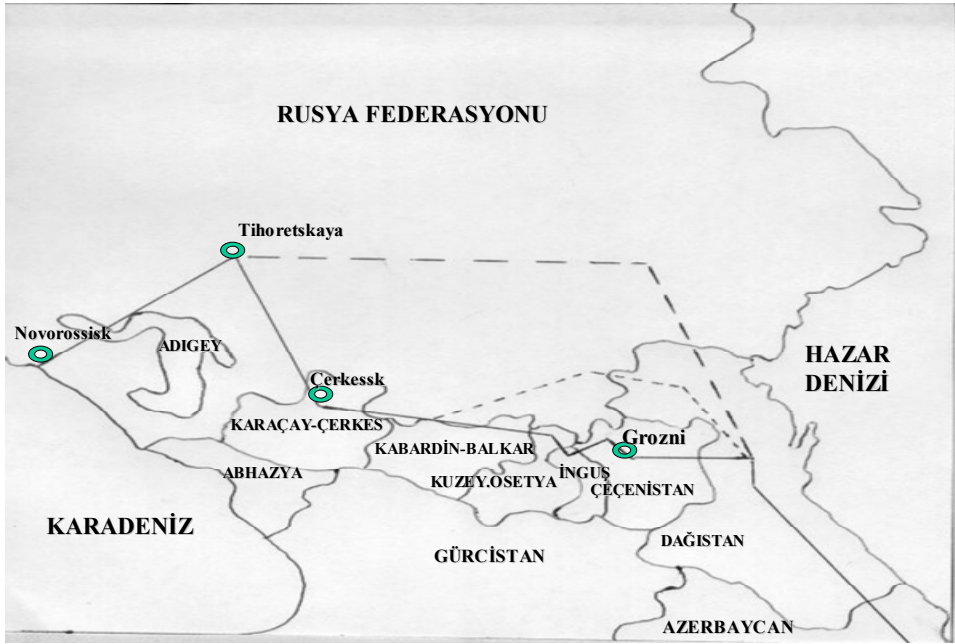 RUSYA FEDERASYONU
Tihoretskaya
Novorossisk
ADIGEY
HAZAR
DENİZİ
Çerkessk
KARAÇAY-ÇERKES
KABARDİN-BALKAR
Grozni
ABHAZYA
KUZEY.OSETYA
İNGUŞ
ÇEÇENİSTAN
KARADENİZ
GÜRCİSTAN
DAĞISTAN
AZERBAYCAN